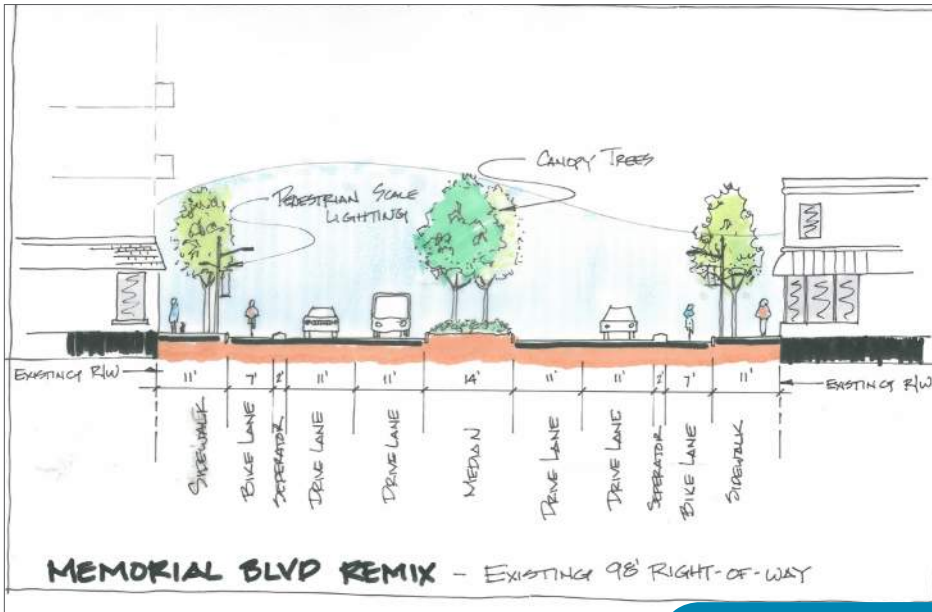 CANOPY TREES
PEDESTRIAN SCALE
LIGHTING
EXISTING R/W
11'
7'
2'
11'
11'
14'
11'
11'
2'
7'
11'
EXISTING R/W
SIDEWALK
BIKE LANE
SEPERATOR
DRIVE LANE
DRIVE LANE
MEDIAN
DRIVE LANE
DRIVE LANE
SEPERATOR
BIKE LANE
SIDEWALK
MEMORIAL BLVD REMIX - EXISTING 98' RIGHT-OF-WAY